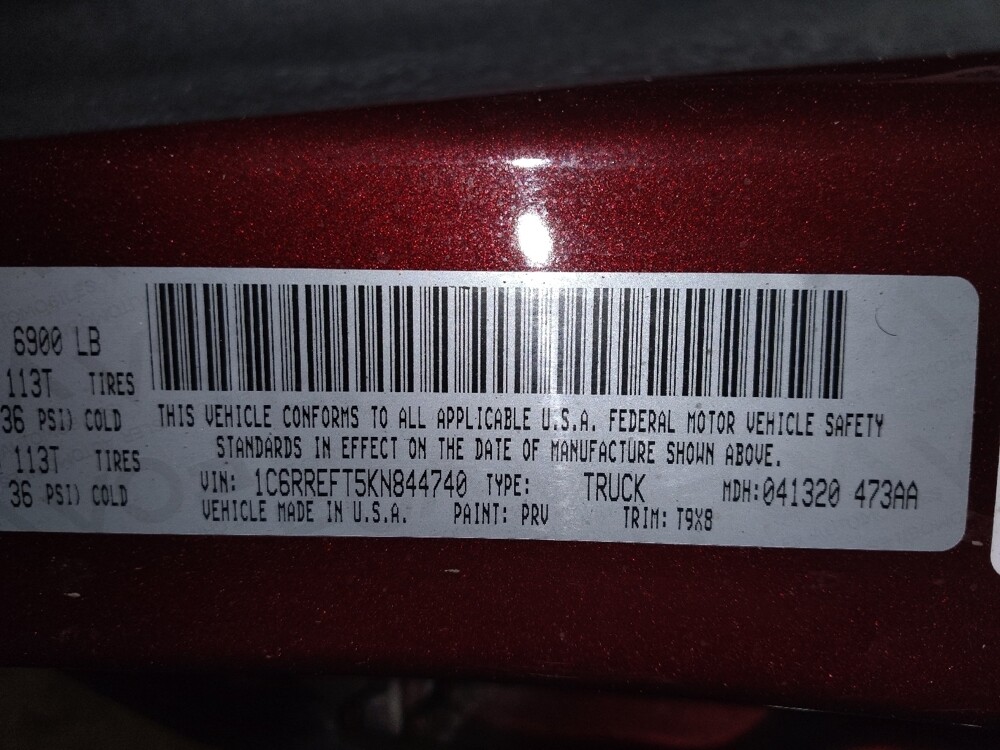 6900 LB
113T TIRES
36 PSI) COLD
113T TIRES
36 PSI) COLD
THIS VEHICLE CONFORMS TO ALL APPLICABLE U.S.A. FEDERAL MOTOR VEHICLE SAFETY
STANDARDS IN EFFECT ON THE DATE OF MANUFACTURE SHOWN ABOVE.
VIN: 1C6RREFT5KN844740 TYPE: TRUCK MDH:041320 473AA
VEHICLE MADE IN U.S.A. PAINT: PRV TRIM: T9X8